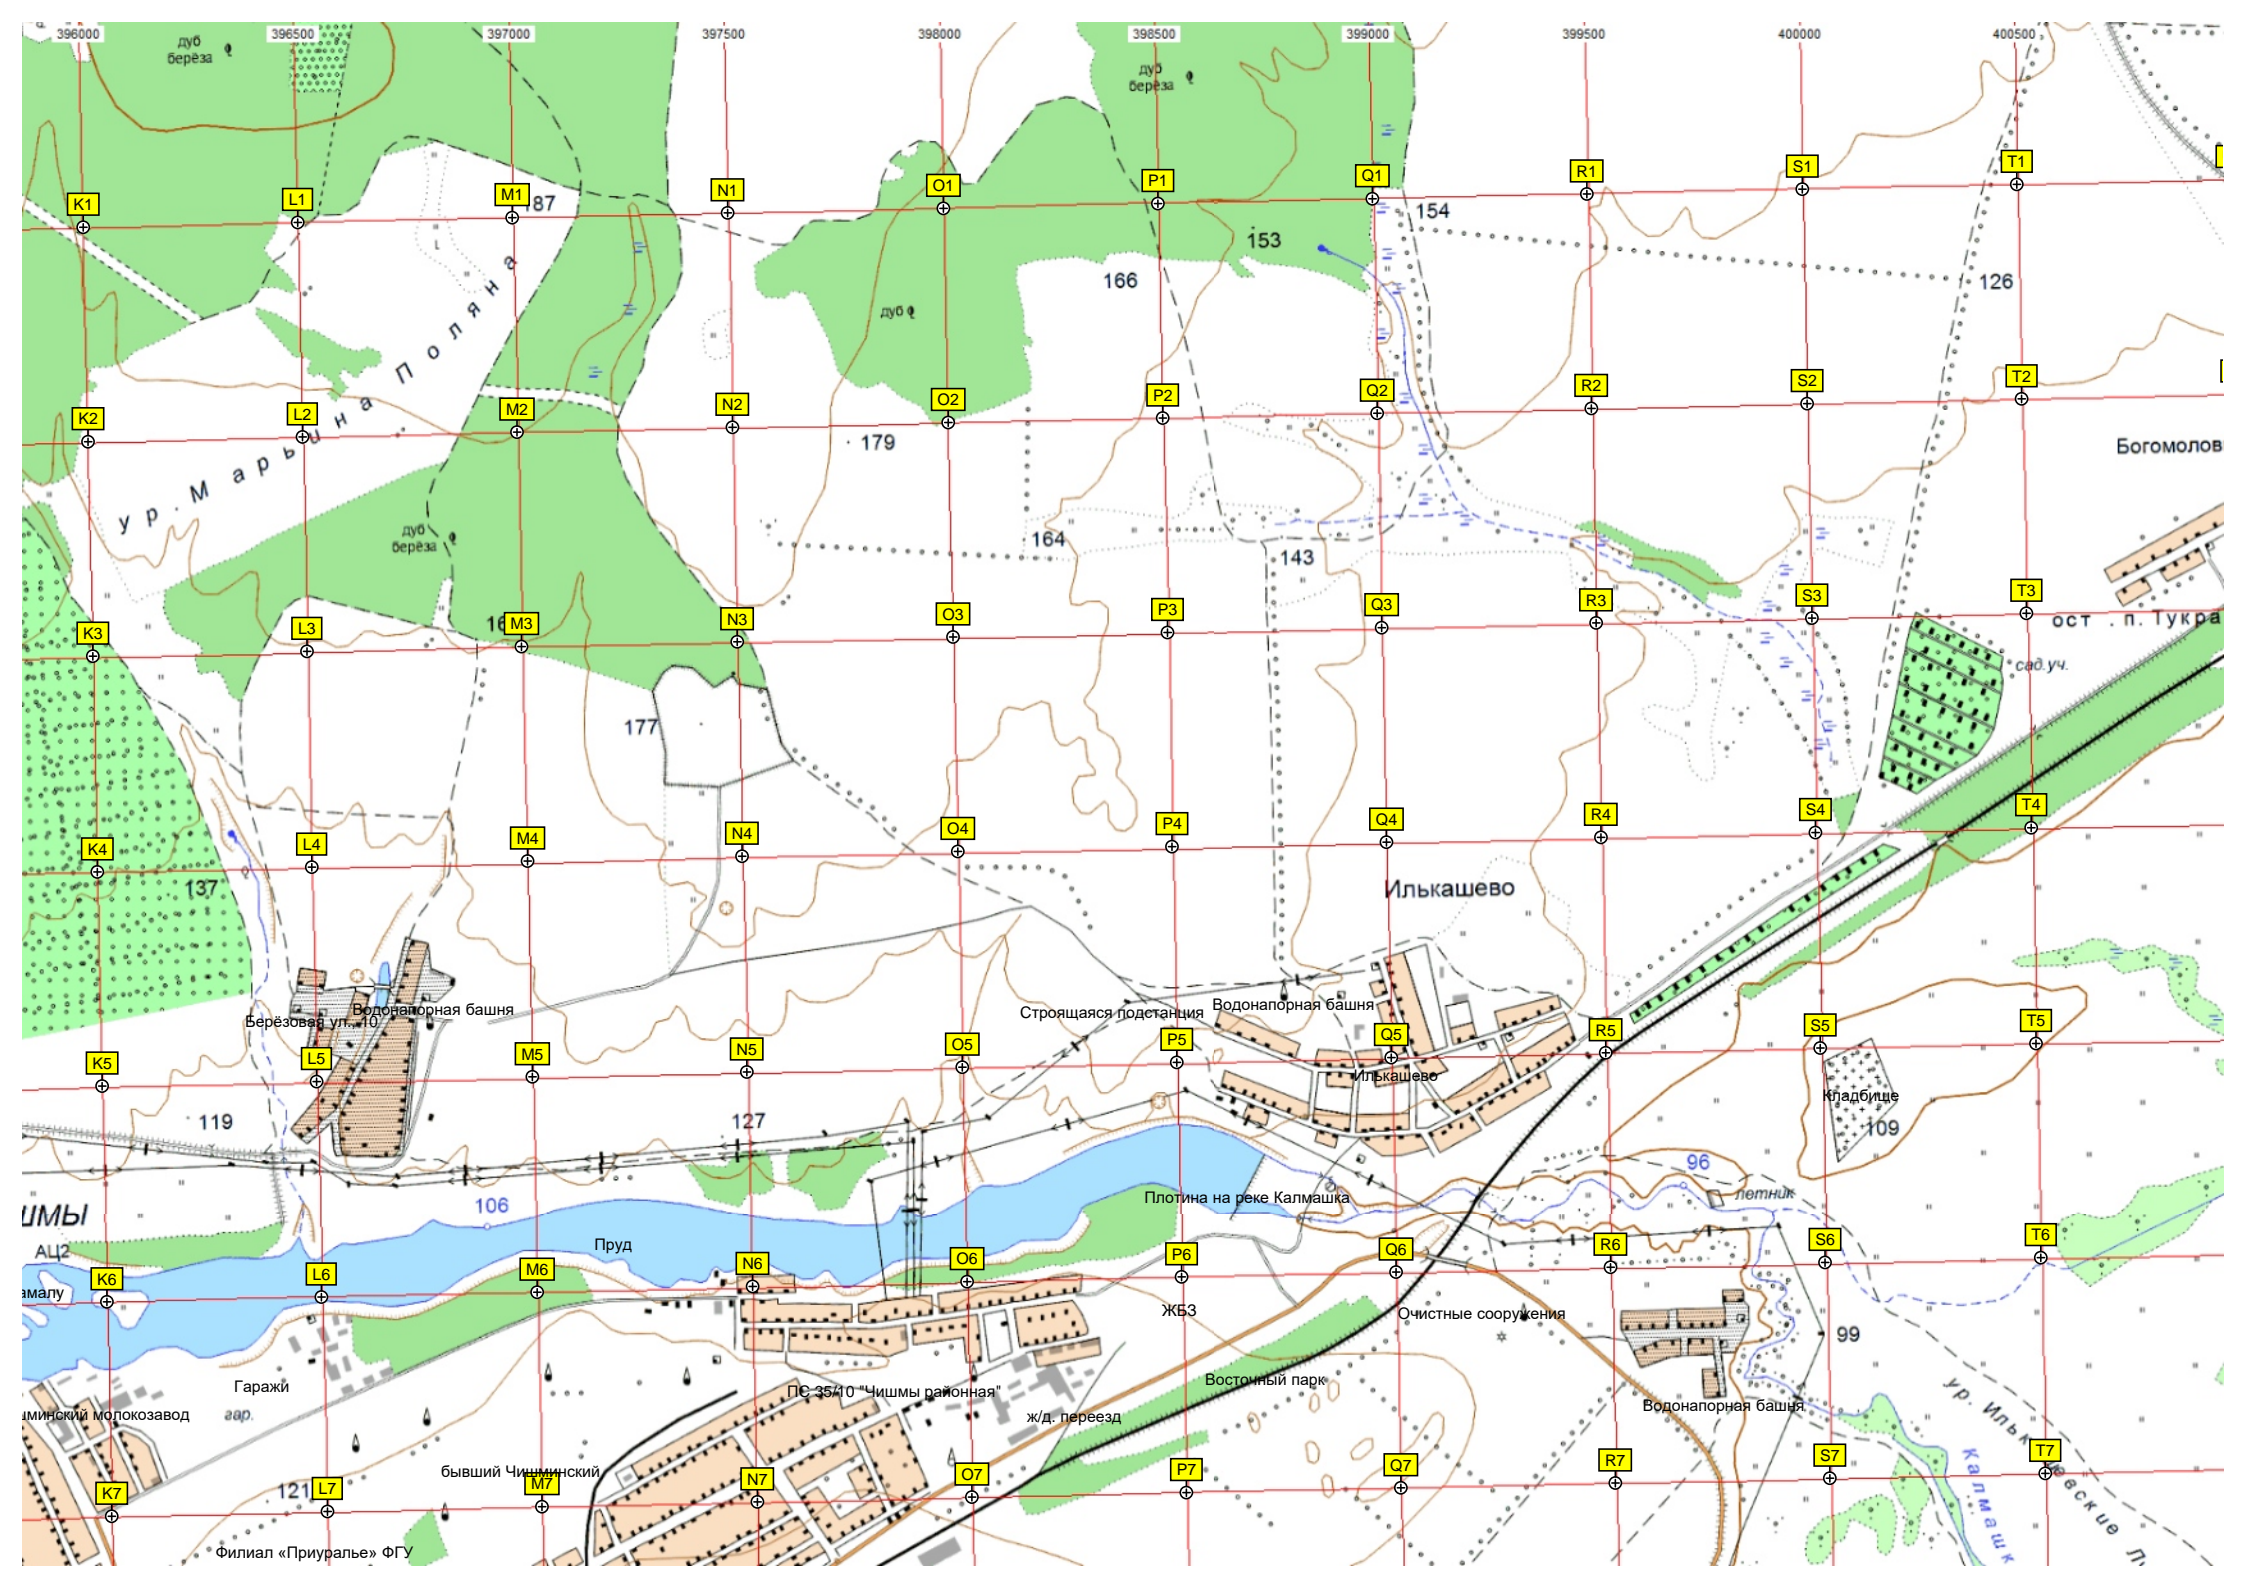 396000 396500 397000 397500 398000 398500 399000 399500 400000 400500
дуб
берёза
дуб
берёза
K1 L1 M1 N1 O1 P1 Q1 R1 S1 T1
187
154
153
166
126
дуб
ур. Марьина Поляна
K2 L2 M2 N2 O2 P2 Q2 R2 S2 T2
179
Богомолов
дуб
берёза
164
143
K3 L3 M3 N3 O3 P3 Q3 R3 S3 T3
16
ост. п. Тукра
сад.уч.
177
K4 L4 M4 N4 O4 P4 Q4 R4 S4 T4
137
Илькашево
Водонапорная башня
Берёзовая ул., 10
Строящаяся подстанция
Водонапорная башня
K5 L5 M5 N5 O5 P5 Q5 R5 S5 T5
Илькашево
Кладбище
119
127
109
96
летник
Плотина на реке Калмашка
106
ШМЫ
АЦ2
Пруд
K6 L6 M6 N6 O6 P6 Q6 R6 S6 T6
амалу
ЖБЗ
Очистные сооружения
99
Гаражи
гар.
Восточный парк
ПС 35/10 "Чишмы районная"
ж/д. переезд
Водонапорная башня
шминский молокозавод
бывший Чишминский
K7 L7 M7 N7 O7 P7 Q7 R7 S7 T7
121
Филиал «Приуралье» ФГУ
Калмашк